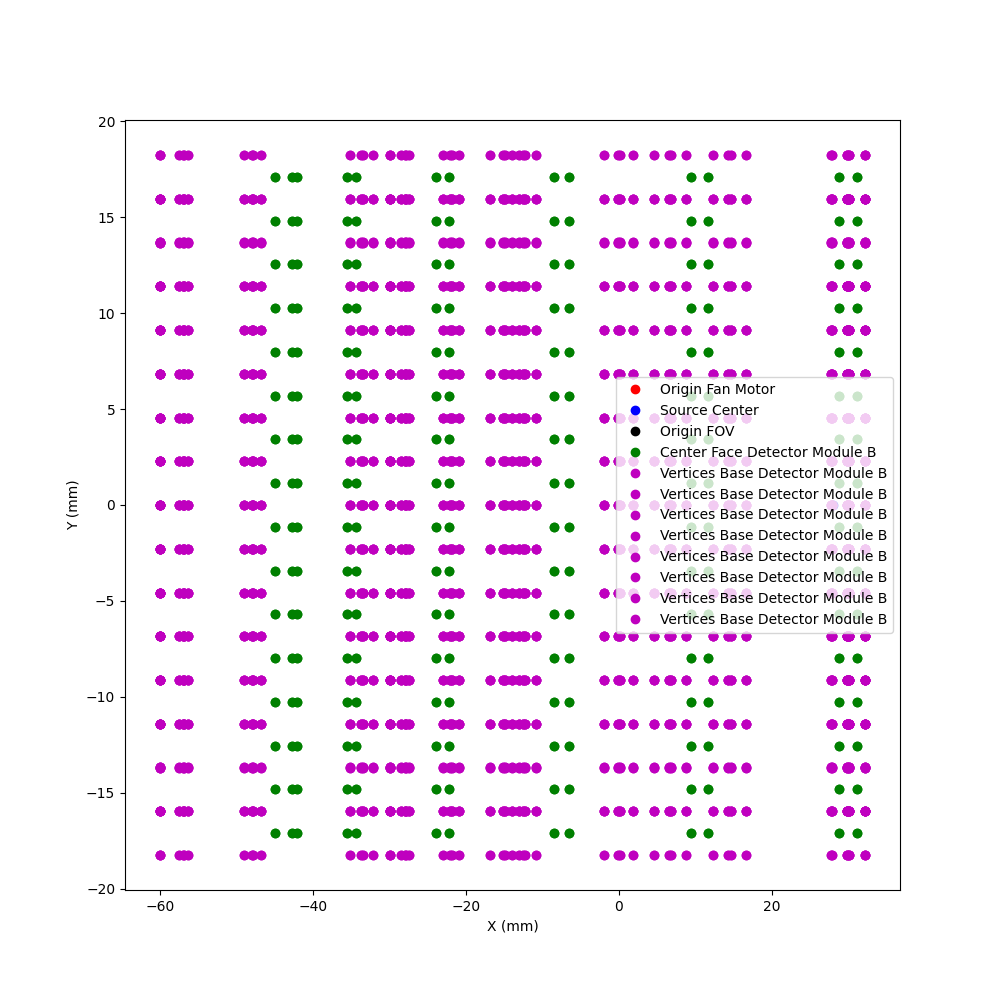 20
15
10
5
0
−5
−10
−15
−20
Y (mm)
Origin Fan Motor
Source Center
Origin FOV
Center Face Detector Module B
Vertices Base Detector Module B
Vertices Base Detector Module B
Vertices Base Detector Module B
Vertices Base Detector Module B
Vertices Base Detector Module B
Vertices Base Detector Module B
Vertices Base Detector Module B
Vertices Base Detector Module B
−60 −40 −20 0 20
X (mm)